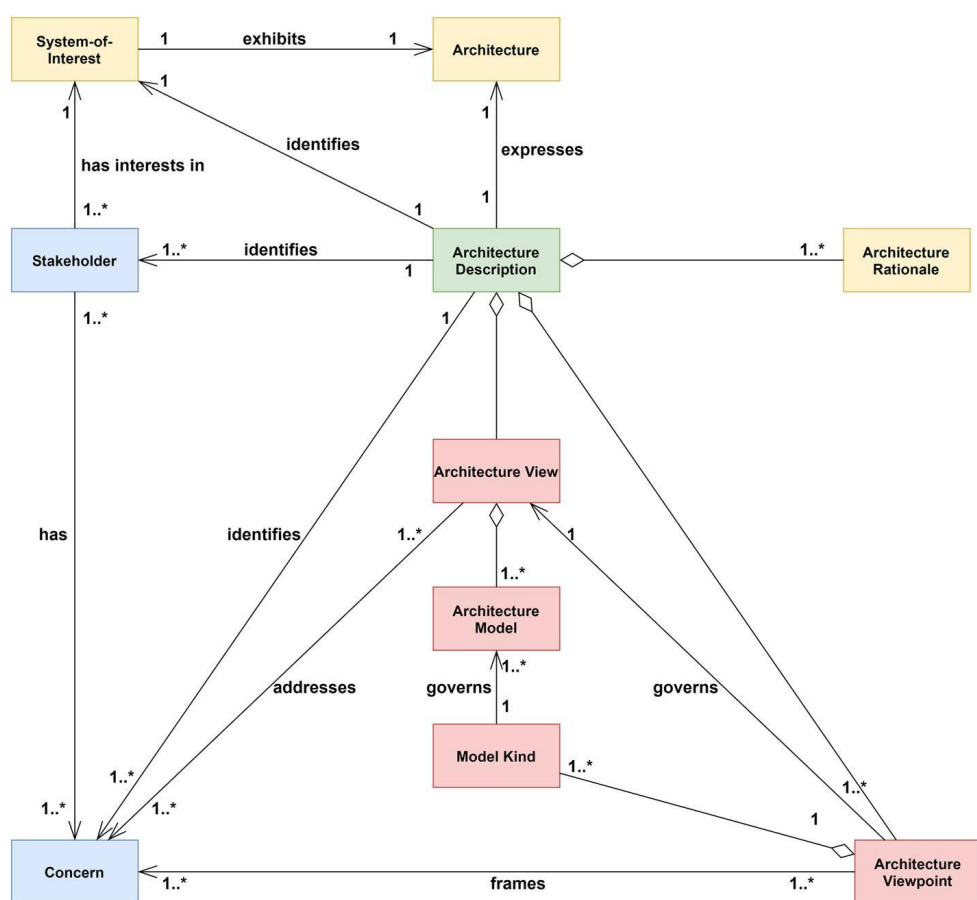 System-of-
Interest
1
exhibits
1
Architecture
1
1
1
identifies
expresses
has interests in
1..*
1
1
Stakeholder
1..*
identifies
1
Architecture
Description
1..*
Architecture
Rationale
1..*
1
Architecture View
has
identifies
1..*
1
1..*
Architecture
Model
1..*
addresses
governs
governs
1
Model Kind
1..*
1..*
1..*
1..*
1..*
1
Concern
1..*
frames
1..*
Architecture
Viewpoint